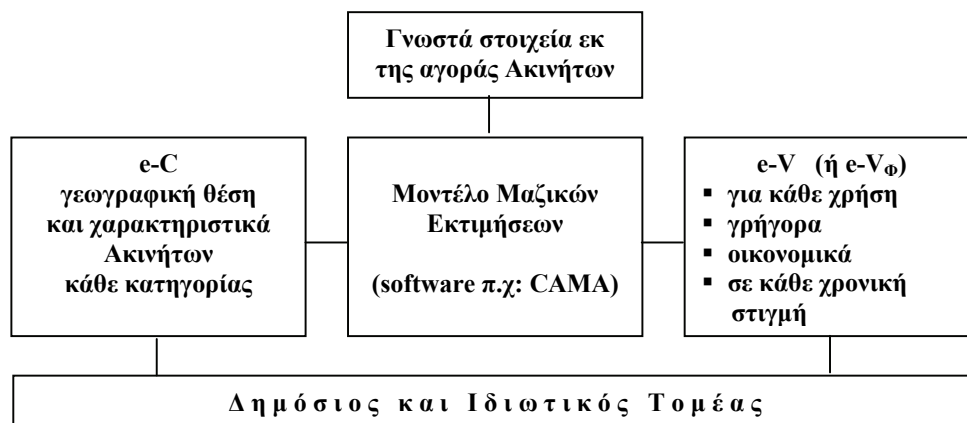 Γνωστά στοιχεία εκ
της αγοράς Ακινήτων
e-C
γεωγραφική θέση
και χαρακτηριστικά
Ακινήτων
κάθε κατηγορίας
Μοντέλο Μαζικών
Εκτιμήσεων
(software π.χ: CAMA)
e-V (ή e-VΦ)
▪ για κάθε χρήση
▪ γρήγορα
▪ οικονομικά
▪ σε κάθε χρονική
στιγμή
Δημόσιος και Ιδιωτικός Τομέας